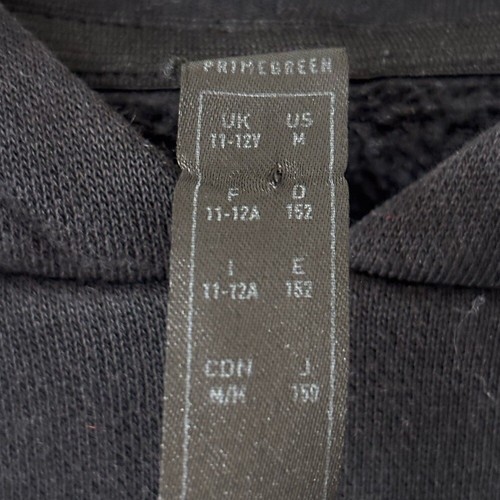 PRIMEGREEN
UK US
11-12Y M
F D
11-12A 152
I E
11-12A 152
CDN J
M/M 150